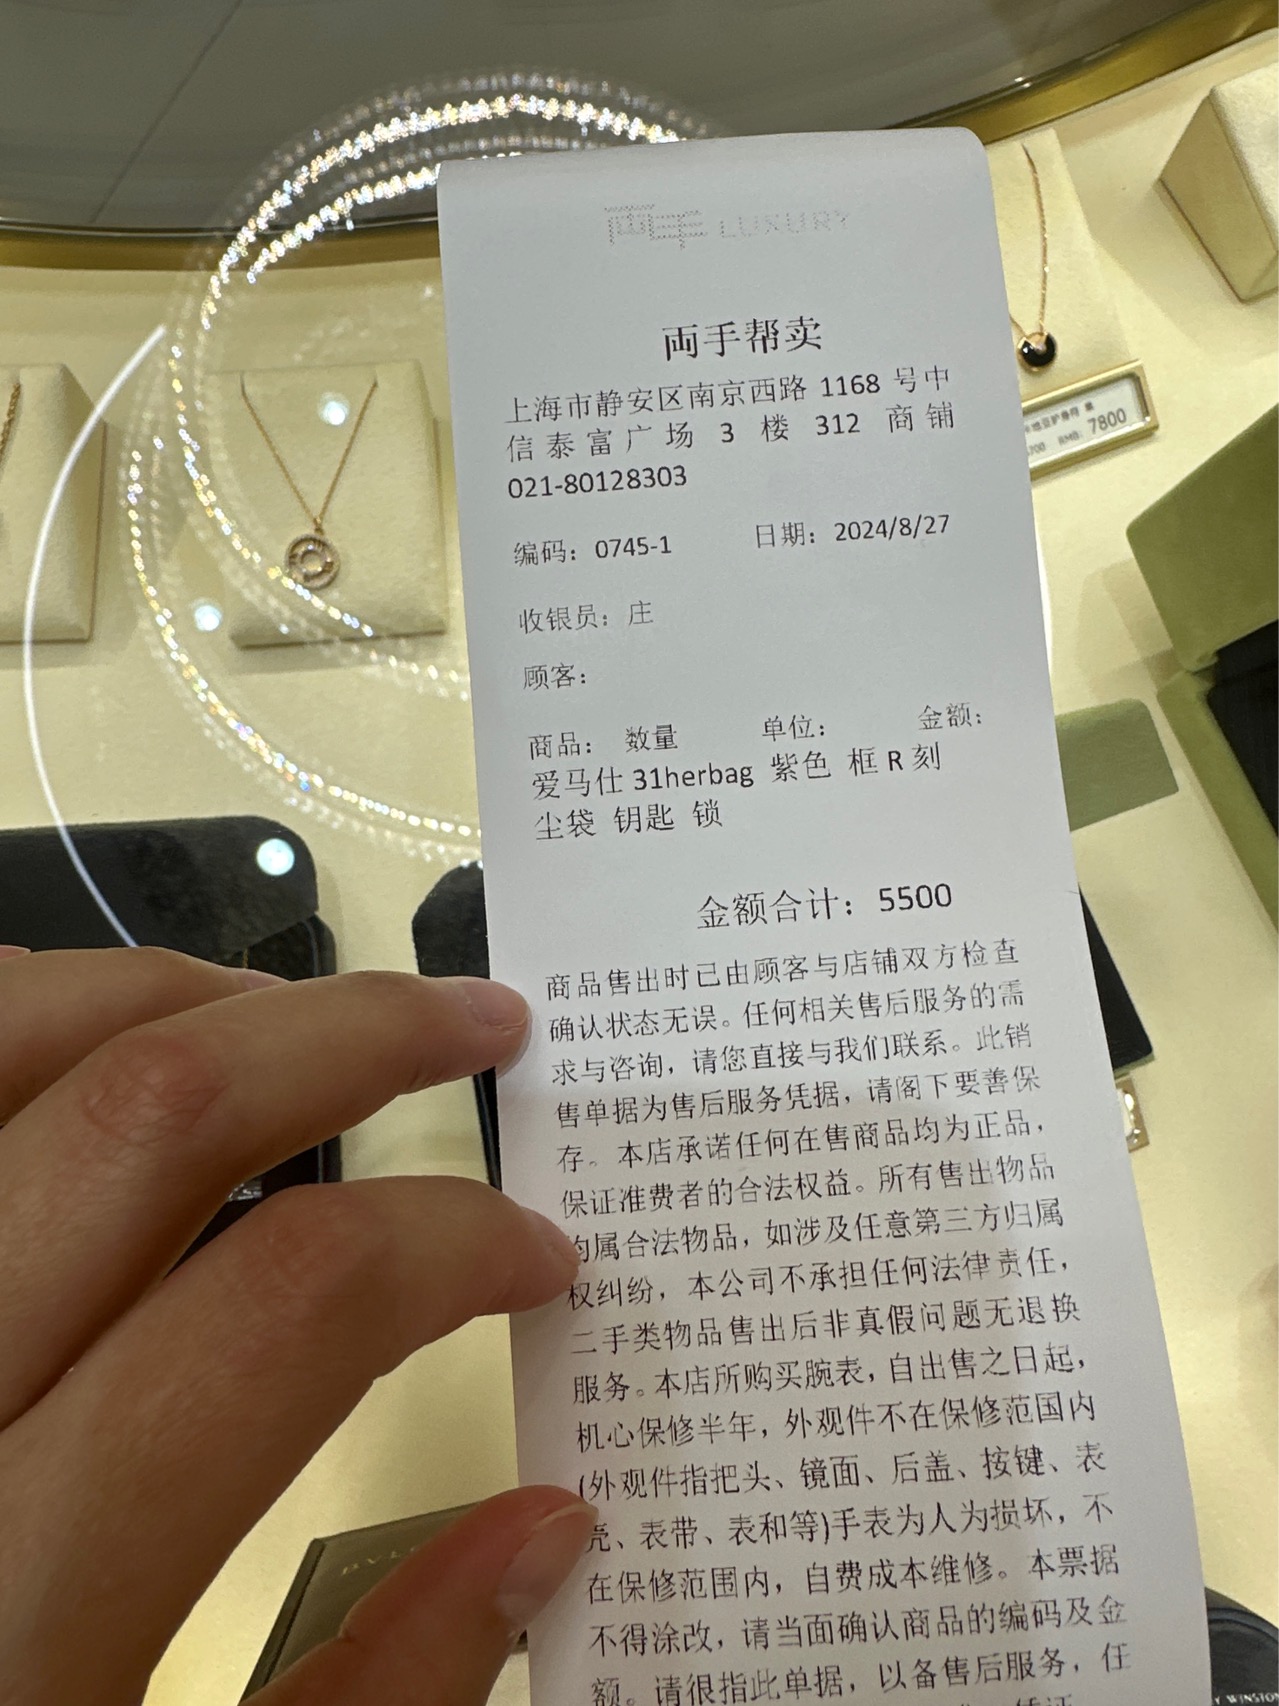 両手 LUXURY
両手帮卖
上海市静安区南京西路 1168 号中
信泰富广场 3 楼 312 商铺
021-80128303
编码：0745-1 日期：2024/8/27
收银员：庄
顾客：
商品： 数量 单位： 金额：
爱马仕 31herbag 紫色 框 R 刻
尘袋 钥匙 锁
金额合计：5500
商品售出时已由顾客与店铺双方检查
确认状态无误。任何相关售后服务的需
求与咨询，请您直接与我们联系。此销
售单据为售后服务凭据，请阁下要善保
存。本店承诺任何在售商品均为正品，
保证准费者的合法权益。所有售出物品
均属合法物品，如涉及任意第三方归属
权纠纷，本公司不承担任何法律责任，
二手类物品售出后非真假问题无退换
服务。本店所购买腕表，自出售之日起，
机心保修半年，外观件不在保修范围内
(外观件指把头、镜面、后盖、按键、表
壳、表带、表和等)手表为人为损坏，不
在保修范围内，自费成本维修。本票据
不得涂改，请当面确认商品的编码及金
额。请很指此单据，以备售后服务，任
7800
RMB:
WINSTON